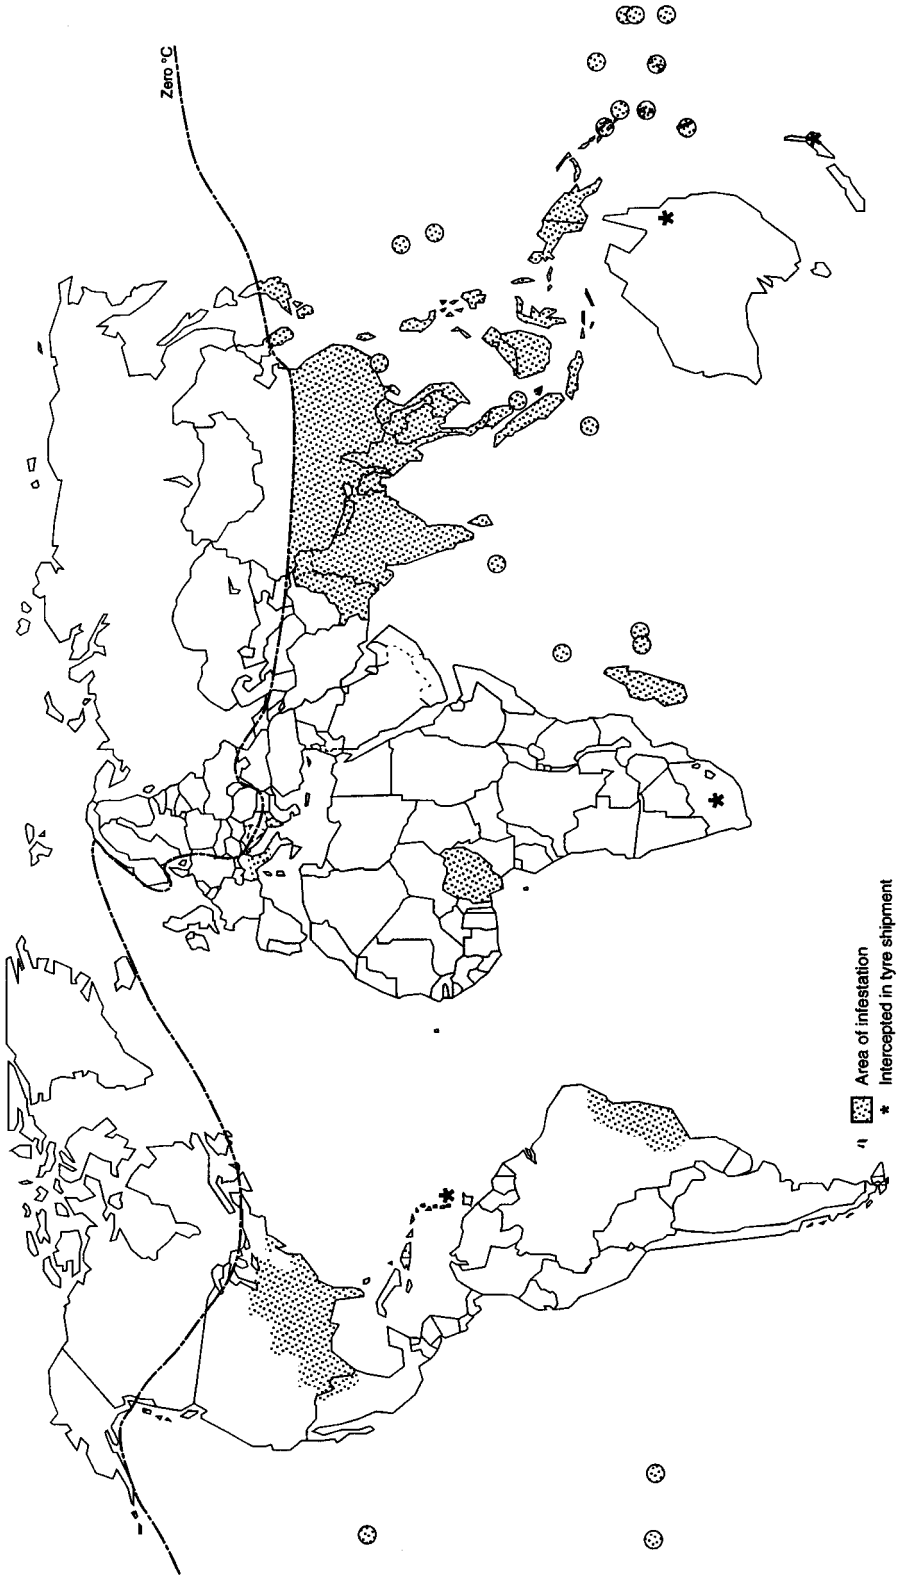 Zero °C
Area of infestation
* Intercepted in tyre shipment